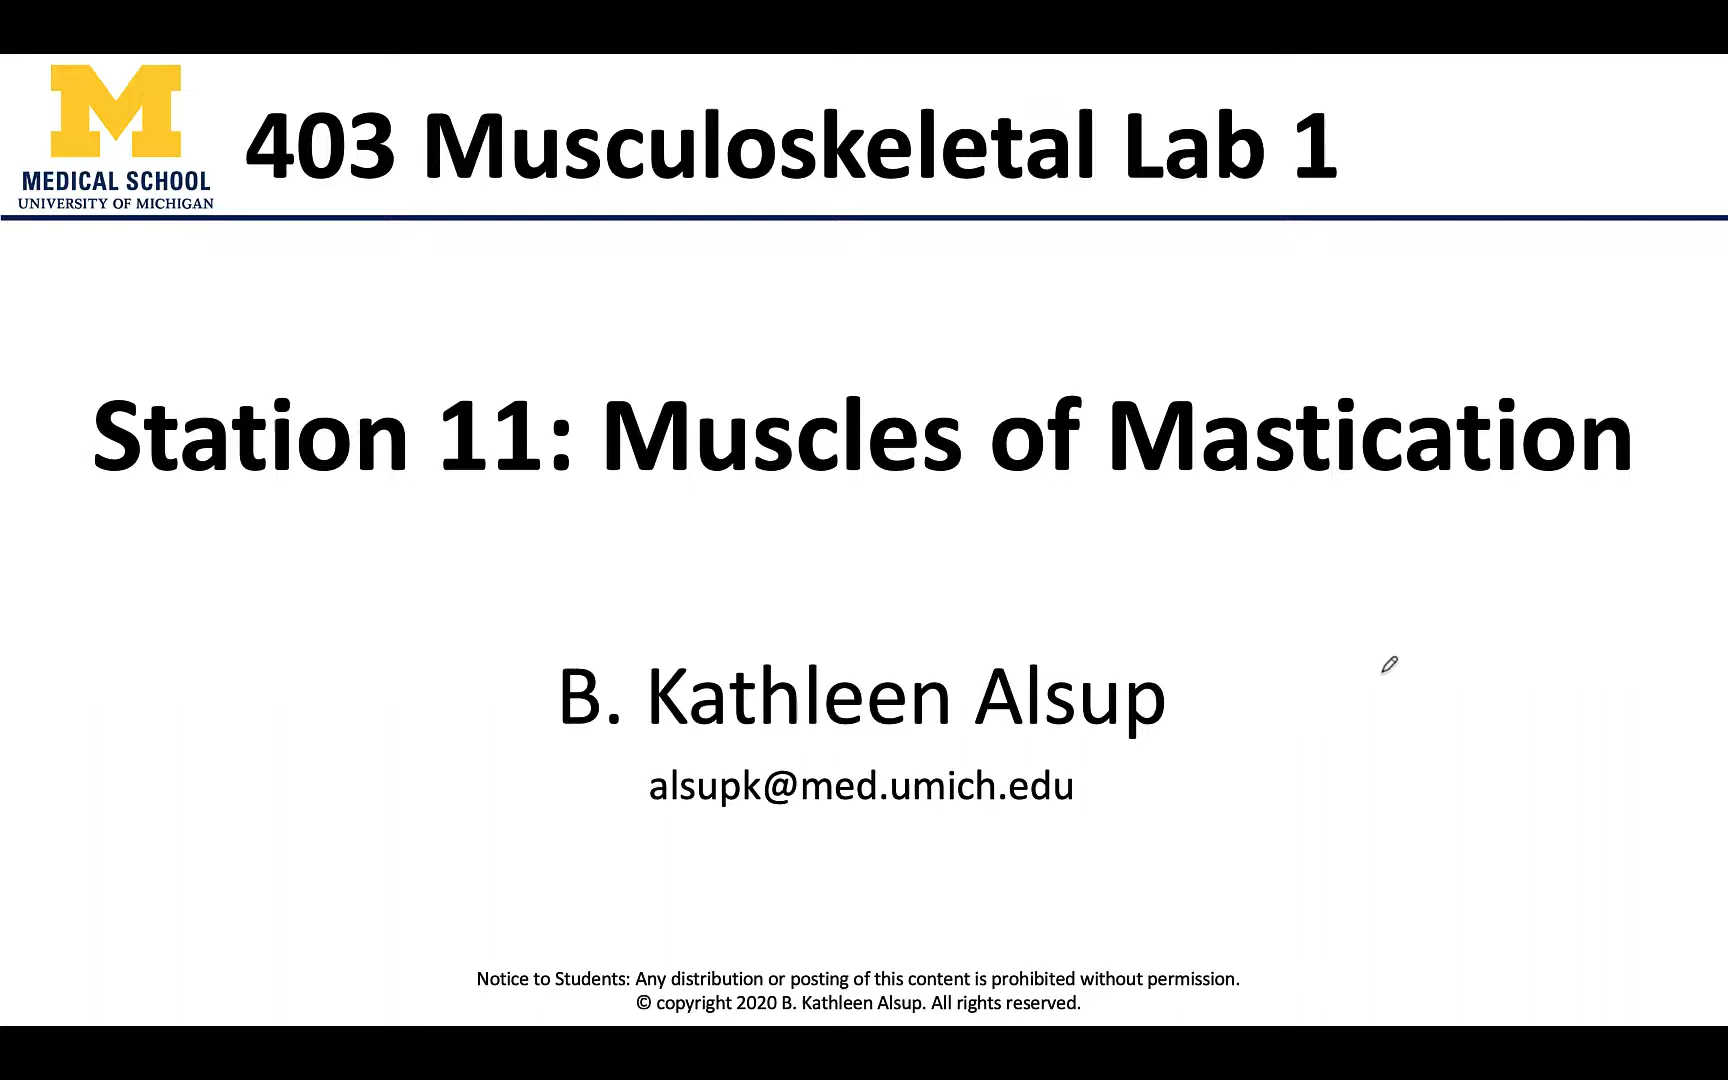 MEDICAL SCHOOL
UNIVERSITY OF MICHIGAN
403 Musculoskeletal Lab 1
Station 11: Muscles of Mastication
B. Kathleen Alsup
alsupk@med.umich.edu
Notice to Students: Any distribution or posting of this content is prohibited without permission.
© copyright 2020 B. Kathleen Alsup. All rights reserved.